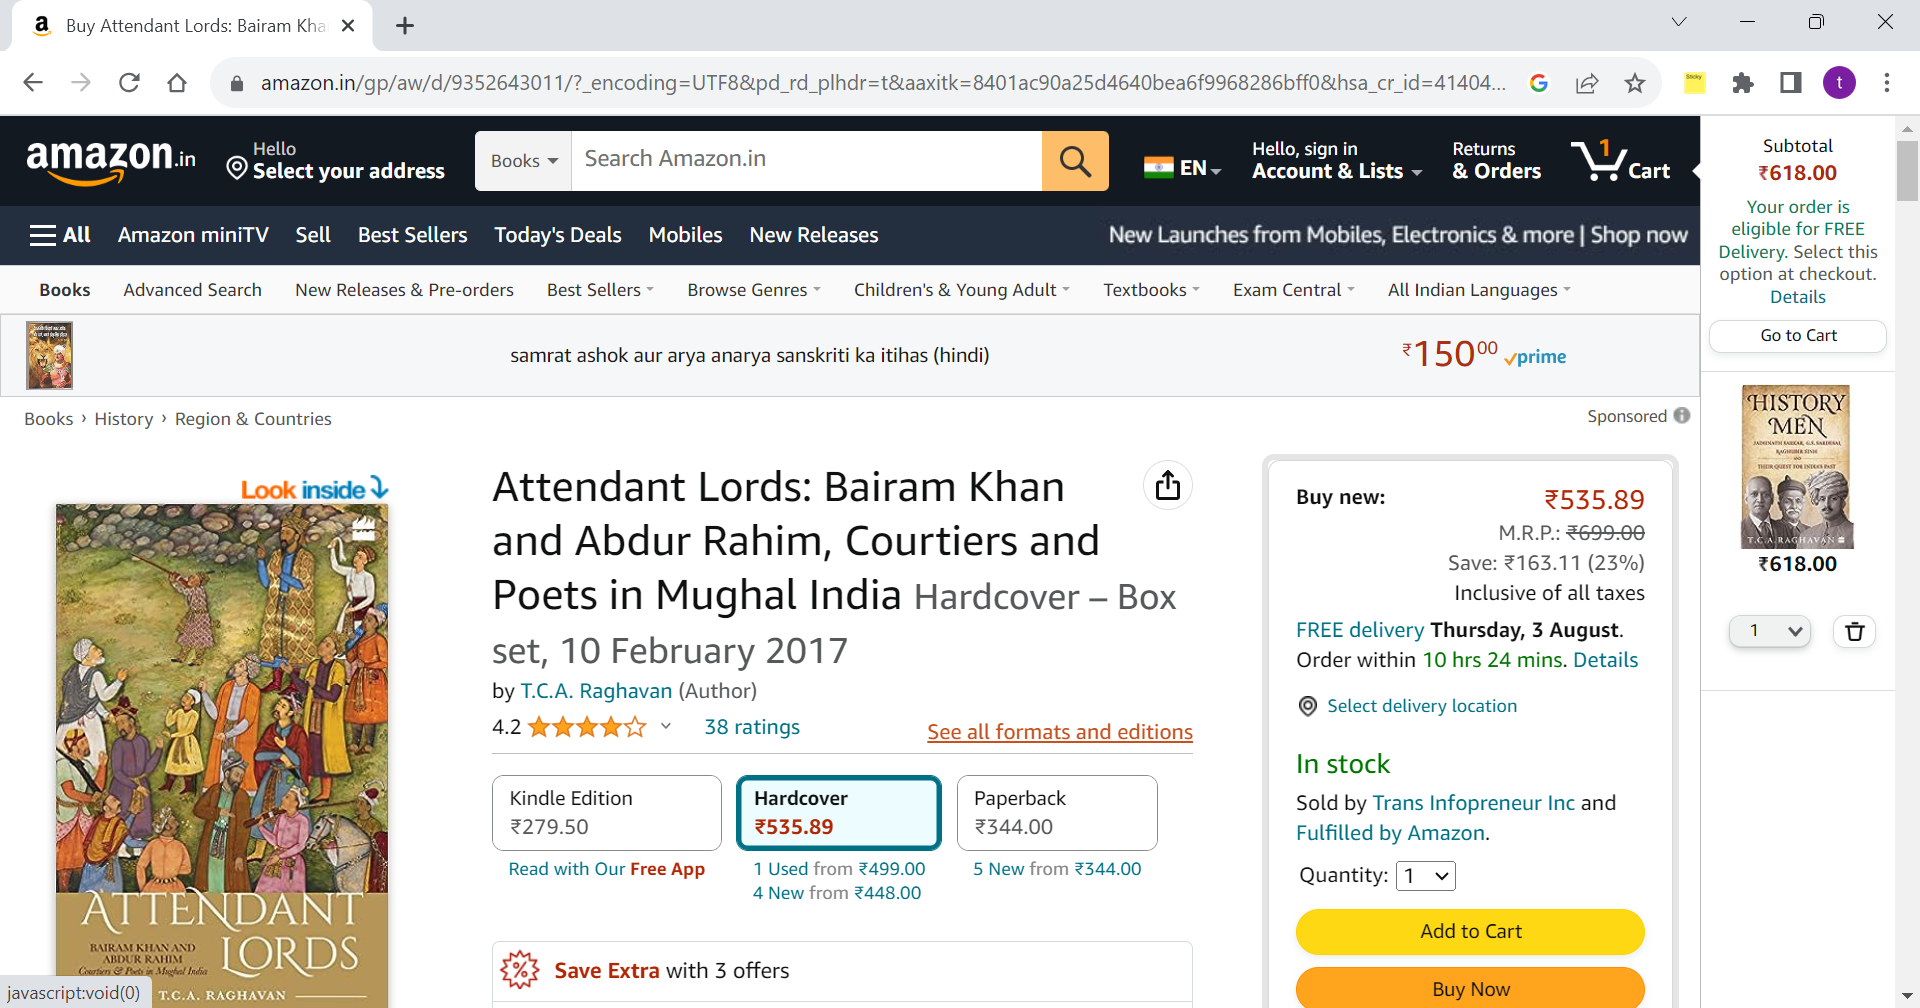 Buy Attendant Lords: Bairam Kha
amazon.in/gp/aw/d/9352643011/?_encoding=UTF8&pd_rd_plhdr=t&aaxitk=8401ac90a25d4640bea6f9968286bff0&hsa_cr_id=41404...
Sticky
t
amazon.in
Hello
Select your address
Books
Search Amazon.in
EN
Hello, sign in
Account & Lists
Returns
& Orders
1
Cart
All
Amazon miniTV
Sell
Best Sellers
Today's Deals
Mobiles
New Releases
New Launches from Mobiles, Electronics & more | Shop now
Books
Advanced Search
New Releases & Pre-orders
Best Sellers
Browse Genres
Children's & Young Adult
Textbooks
Exam Central
All Indian Languages
samrat ashok aur arya anarya sanskriti ka itihas (hindi)
₹15000 prime
Books › History › Region & Countries
Sponsored
Look inside
ATTENDANT
LORDS
BAIRAM KHAN AND
ABDUR RAHIM
Courtiers & Poets in Mughal India
T.C.A. RAGHAVAN
javascript:void(0)
Attendant Lords: Bairam Khan
and Abdur Rahim, Courtiers and
Poets in Mughal India Hardcover – Box
set, 10 February 2017
by T.C.A. Raghavan (Author)
4.2
38 ratings
See all formats and editions
Kindle Edition
₹279.50
Read with Our Free App
Hardcover
₹535.89
1 Used from ₹499.00
4 New from ₹448.00
Paperback
₹344.00
5 New from ₹344.00
Save Extra with 3 offers
Buy new:
₹535.89
M.R.P.: ₹699.00
Save: ₹163.11 (23%)
Inclusive of all taxes
FREE delivery Thursday, 3 August.
Order within 10 hrs 24 mins. Details
Select delivery location
In stock
Sold by Trans Infopreneur Inc and
Fulfilled by Amazon.
Quantity: 1
Add to Cart
Buy Now
Subtotal
₹618.00
Your order is
eligible for FREE
Delivery. Select this
option at checkout.
Details
Go to Cart
HISTORY
MEN
JADUNATH SARKAR, G.S. SARDESAI,
RAGHUBIR SINH
AND
THEIR QUEST FOR INDIA'S PAST
T.C.A. RAGHAVAN
₹618.00
1